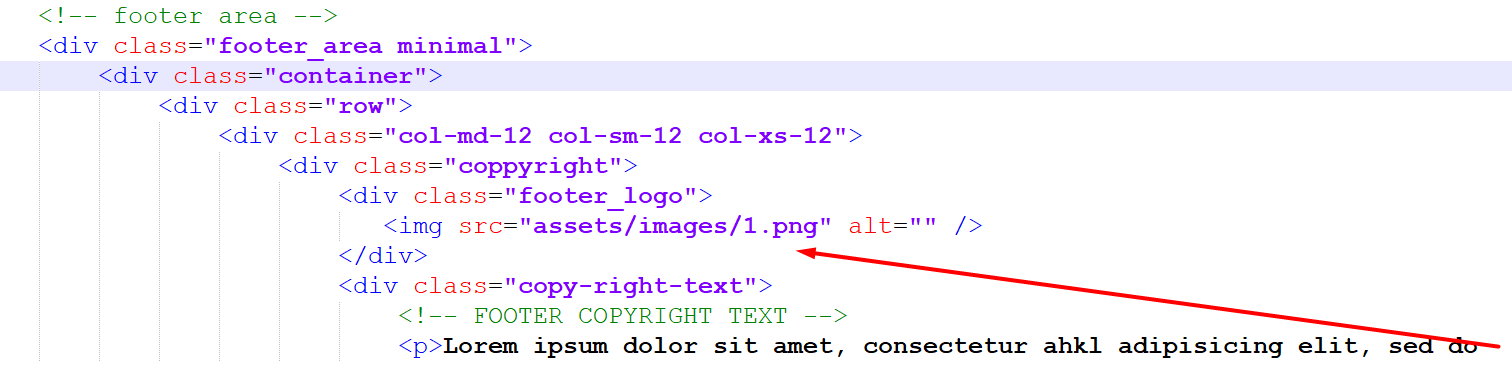 <!-- footer area -->
<div class="footer_area minimal">
<div class="container">
<div class="row">
<div class="col-md-12 col-sm-12 col-xs-12">
<div class="coppyright">
<div class="footer_logo">
<img src="assets/images/1.png" alt="" />
</div>
<div class="copy-right-text">
<!-- FOOTER COPYRIGHT TEXT -->
<p>Lorem ipsum dolor sit amet, consectetur ahkl adipisicing elit, sed do